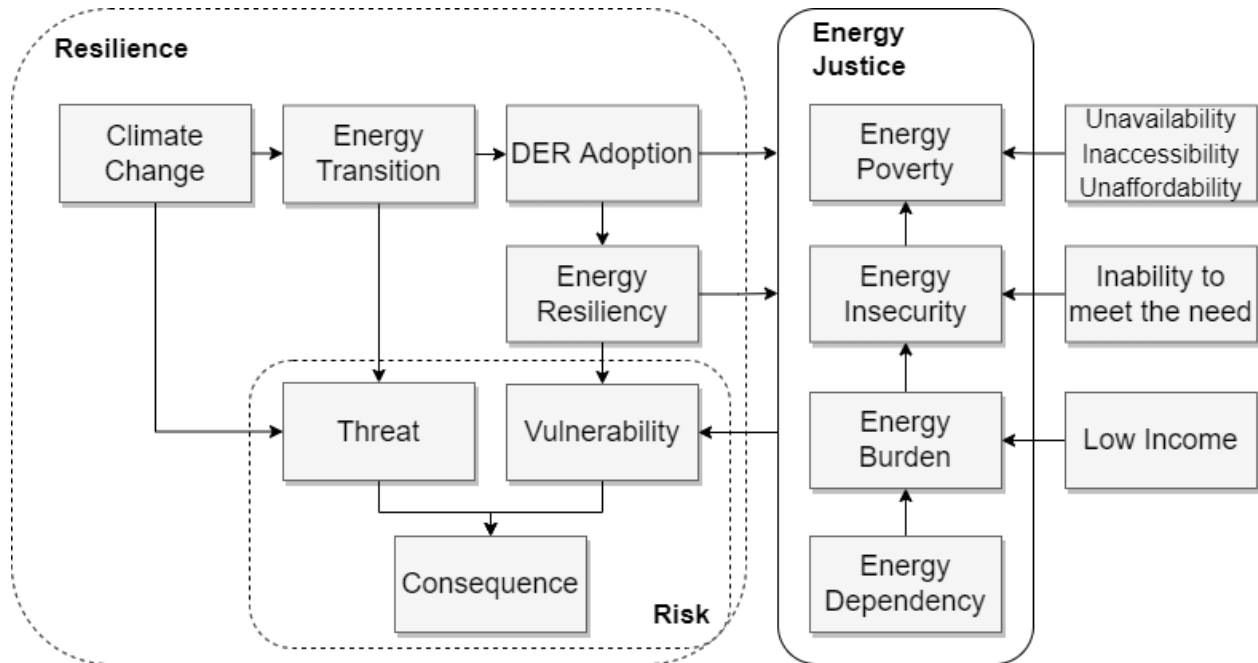 Resilience
Climate
Change
Energy
Transition
DER Adoption
Energy
Resiliency
Threat
Vulnerability
Consequence
Risk
Energy
Justice
Energy
Poverty
Energy
Insecurity
Energy
Burden
Energy
Dependency
Unavailability
Inaccessibility
Unaffordability
Inability to
meet the need
Low Income